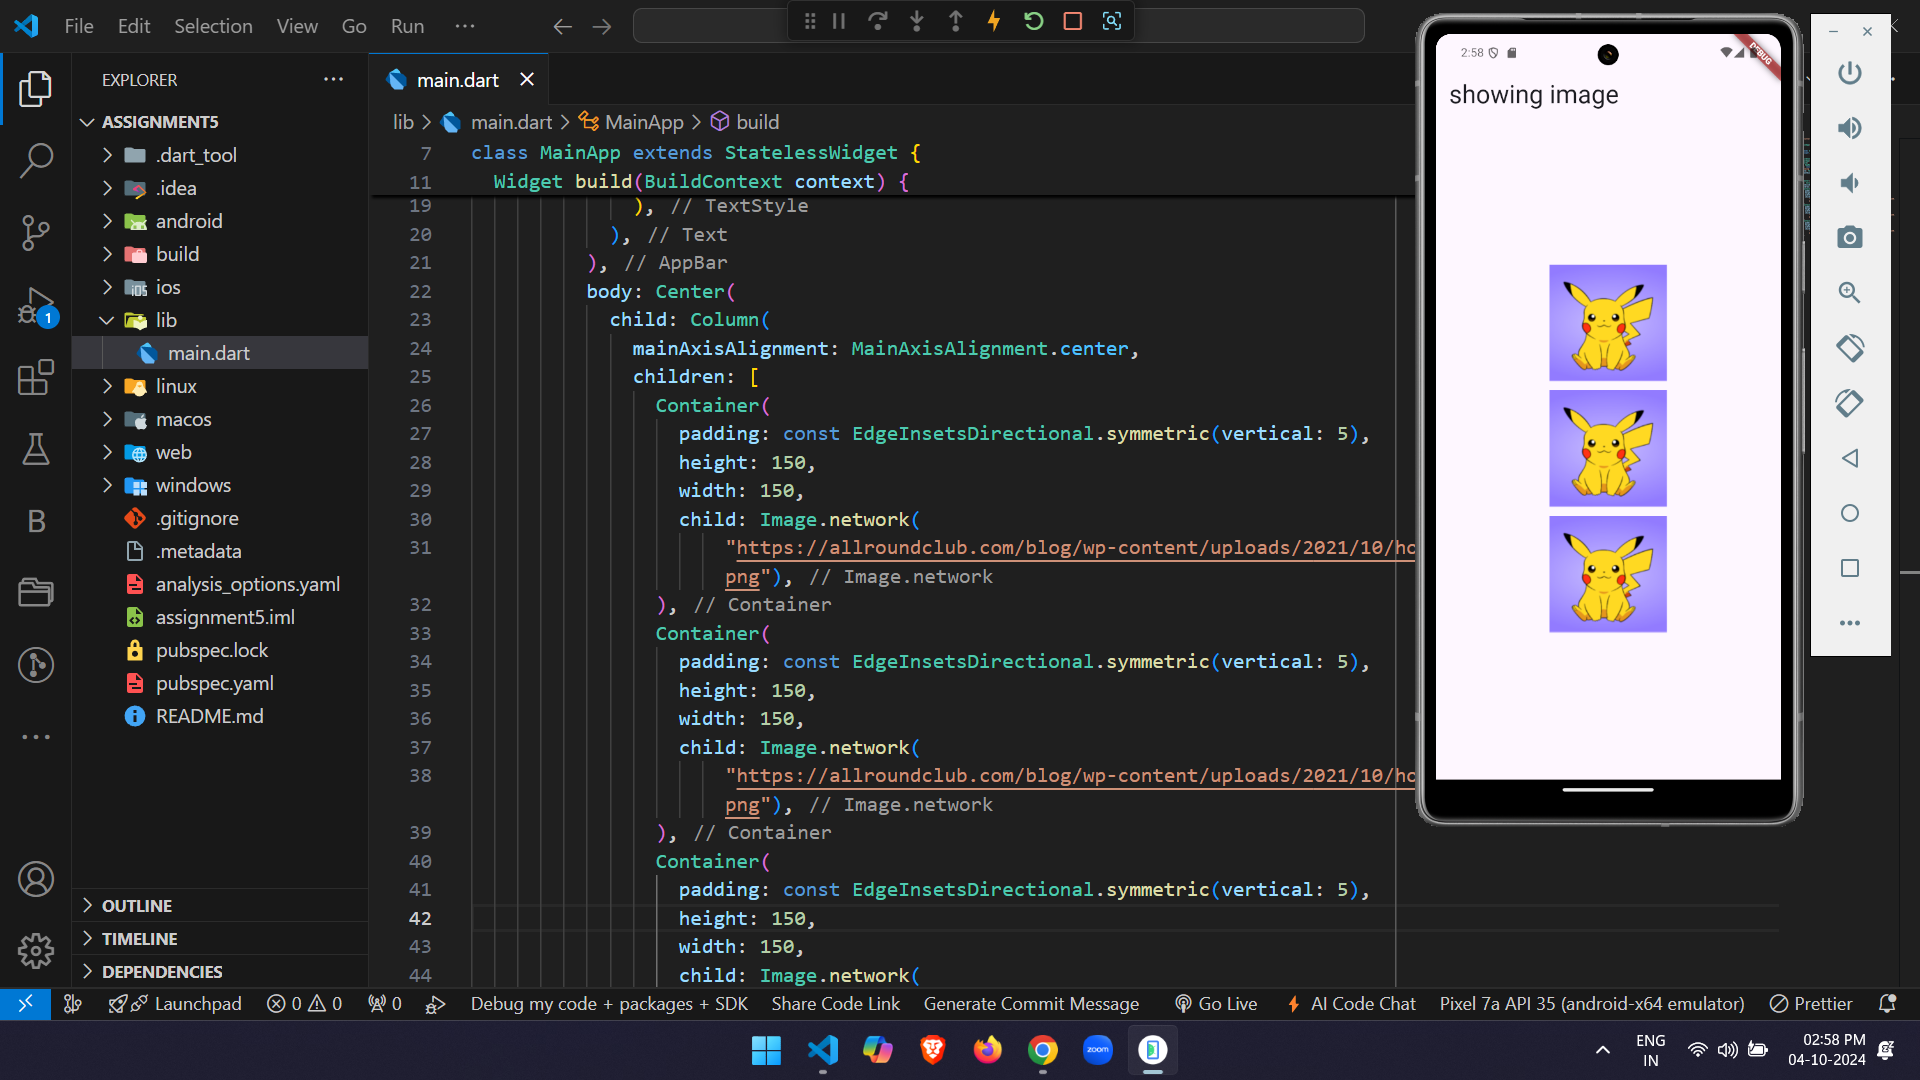 File Edit Selection View Go Run ···
EXPLORER
ASSIGNMENT5
.dart_tool
.idea
android
build
ios
lib
main.dart
linux
macos
web
windows
.gitignore
.metadata
analysis_options.yaml
assignment5.iml
pubspec.lock
pubspec.yaml
README.md
OUTLINE
TIMELINE
DEPENDENCIES
1
B
main.dart
lib > main.dart > MainApp > build
7 class MainApp extends StatelessWidget {
11 Widget build(BuildContext context) {
19 ), // TextStyle
20 ), // Text
21 ), // AppBar
22 body: Center(
23 child: Column(
24 mainAxisAlignment: MainAxisAlignment.center,
25 children: [
26 Container(
27 padding: const EdgeInsetsDirectional.symmetric(vertical: 5),
28 height: 150,
29 width: 150,
30 child: Image.network(
31 "https://allroundclub.com/blog/wp-content/uploads/2021/10/ho
png"), // Image.network
32 ), // Container
33 Container(
34 padding: const EdgeInsetsDirectional.symmetric(vertical: 5),
35 height: 150,
36 width: 150,
37 child: Image.network(
38 "https://allroundclub.com/blog/wp-content/uploads/2021/10/ho
png"), // Image.network
39 ), // Container
40 Container(
41 padding: const EdgeInsetsDirectional.symmetric(vertical: 5),
42 height: 150,
43 width: 150,
44 child: Image.network(
2:58
DEBUG
showing image
Launchpad 0 0 0 Debug my code + packages + SDK Share Code Link Generate Commit Message Go Live AI Code Chat Pixel 7a API 35 (android-x64 emulator) Prettier
zoom
ENG
IN
02:58 PM
04-10-2024